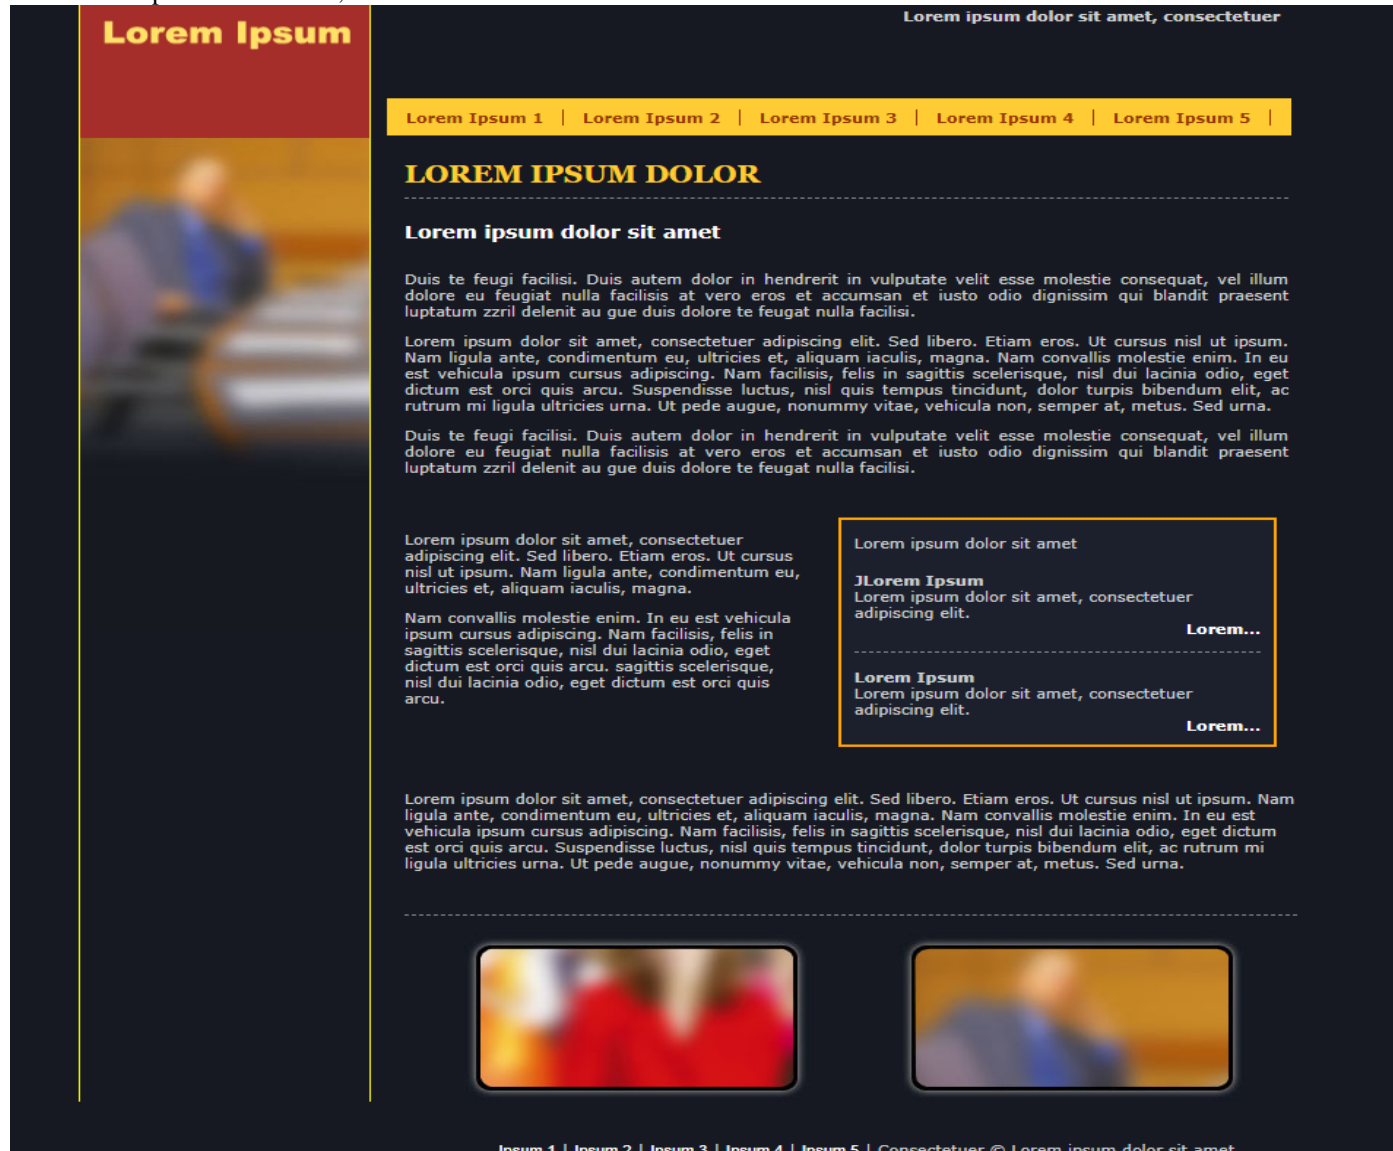 Lorem Ipsum
Lorem ipsum dolor sit amet, consectetuer
Lorem Ipsum 1 | Lorem Ipsum 2 | Lorem Ipsum 3 | Lorem Ipsum 4 | Lorem Ipsum 5 |
LOREM IPSUM DOLOR
Lorem ipsum dolor sit amet
Duis te feugi facilisi. Duis autem dolor in hendrerit in vulputate velit esse molestie consequat, vel illum
dolore eu feugiat nulla facilisis at vero eros et accumsan et iusto odio dignissim qui blandit praesent
luptatum zzril delenit au gue duis dolore te feugat nulla facilisi.
Lorem ipsum dolor sit amet, consectetuer adipiscing elit. Sed libero. Etiam eros. Ut cursus nisl ut ipsum.
Nam ligula ante, condimentum eu, ultricies et, aliquam iaculis, magna. Nam convallis molestie enim. In eu
est vehicula ipsum cursus adipiscing. Nam facilisis, felis in sagittis scelerisque, nisl dui lacinia odio, eget
dictum est orci quis arcu. Suspendisse luctus, nisl quis tempus tincidunt, dolor turpis bibendum elit, ac
rutrum mi ligula ultricies urna. Ut pede augue, nonummy vitae, vehicula non, semper at, metus. Sed urna.
Duis te feugi facilisi. Duis autem dolor in hendrerit in vulputate velit esse molestie consequat, vel illum
dolore eu feugiat nulla facilisis at vero eros et accumsan et iusto odio dignissim qui blandit praesent
luptatum zzril delenit au gue duis dolore te feugat nulla facilisi.
Lorem ipsum dolor sit amet, consectetuer
adipiscing elit. Sed libero. Etiam eros. Ut cursus
nisl ut ipsum. Nam ligula ante, condimentum eu,
ultricies et, aliquam iaculis, magna.
Nam convallis molestie enim. In eu est vehicula
ipsum cursus adipiscing. Nam facilisis, felis in
sagittis scelerisque, nisl dui lacinia odio, eget
dictum est orci quis arcu. sagittis scelerisque,
nisl dui lacinia odio, eget dictum est orci quis
arcu.
Lorem ipsum dolor sit amet
JLorem Ipsum
Lorem ipsum dolor sit amet, consectetuer
adipiscing elit.
Lorem...
Lorem Ipsum
Lorem ipsum dolor sit amet, consectetuer
adipiscing elit.
Lorem...
Lorem ipsum dolor sit amet, consectetuer adipiscing elit. Sed libero. Etiam eros. Ut cursus nisl ut ipsum. Nam
ligula ante, condimentum eu, ultricies et, aliquam iaculis, magna. Nam convallis molestie enim. In eu est
vehicula ipsum cursus adipiscing. Nam facilisis, felis in sagittis scelerisque, nisl dui lacinia odio, eget dictum
est orci quis arcu. Suspendisse luctus, nisl quis tempus tincidunt, dolor turpis bibendum elit, ac rutrum mi
ligula ultricies urna. Ut pede augue, nonummy vitae, vehicula non, semper at, metus. Sed urna.
Ipsum 1 | Ipsum 2 | Ipsum 3 | Ipsum 4 | Ipsum 5 | Consectetuer © Lorem ipsum dolor sit amet